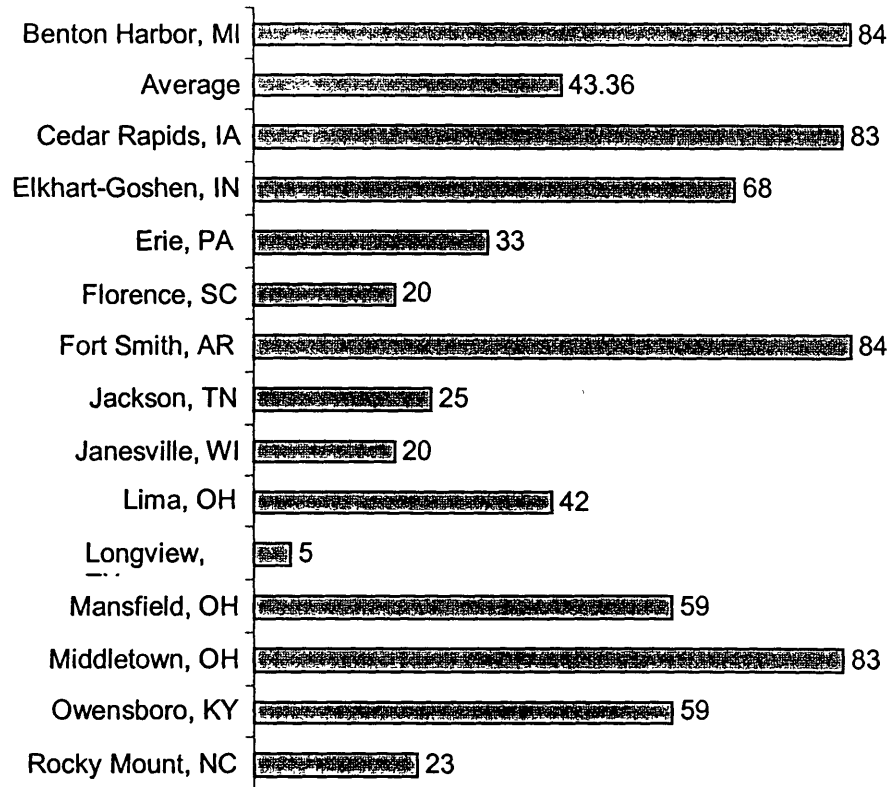 Benton Harbor, MI 84
Average 43.36
Cedar Rapids, IA 83
Elkhart-Goshen, IN 68
Erie, PA 33
Florence, SC 20
Fort Smith, AR 84
Jackson, TN 25
Janesville, WI 20
Lima, OH 42
Longview, 5
Mansfield, OH 59
Middletown, OH 83
Owensboro, KY 59
Rocky Mount, NC 23